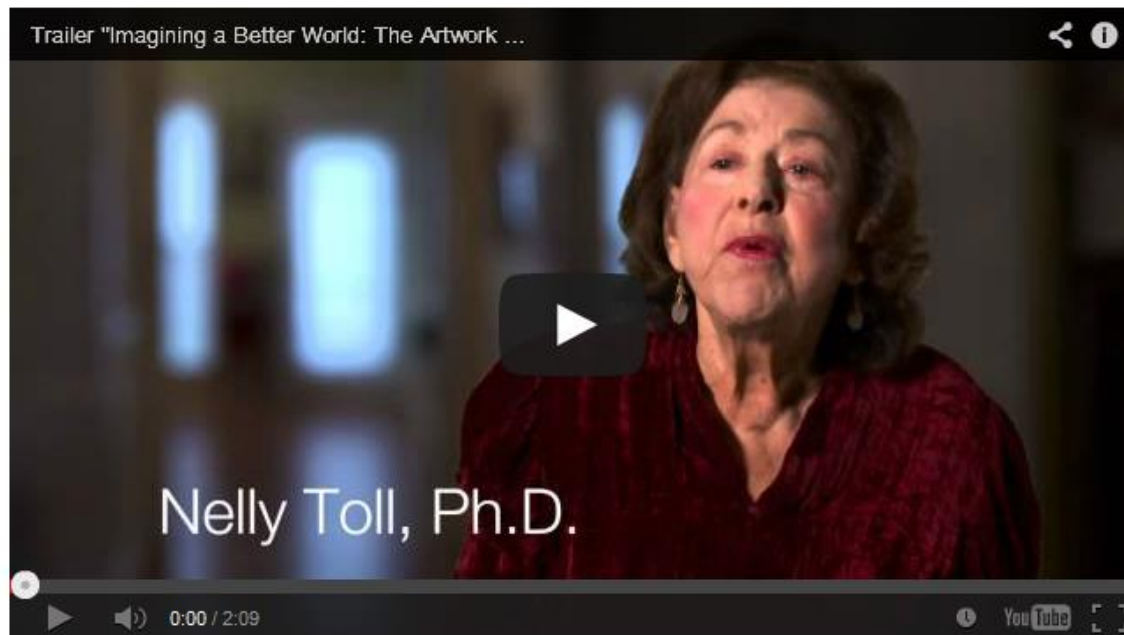 Trailer "Imagining a Better World: The Artwork ...
Nelly Toll, Ph.D.
0:00 / 2:09
YouTube